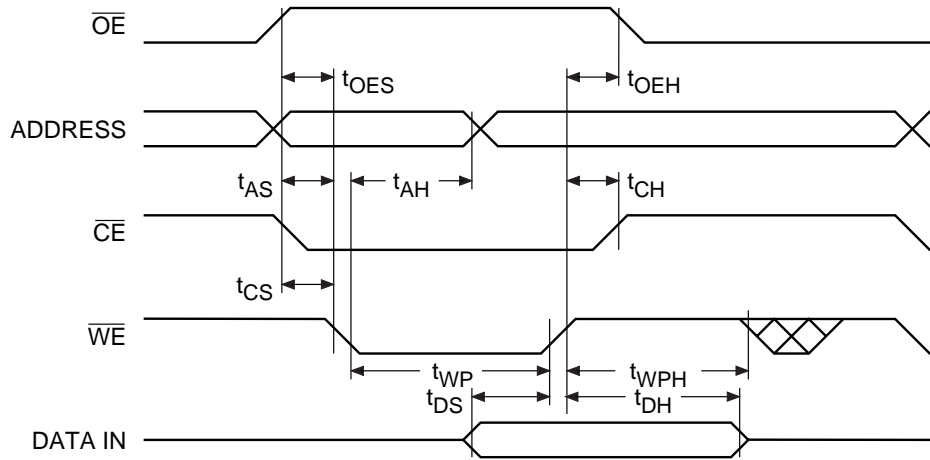 OE
tOES tOEH
ADDRESS
tAS tAH tCH
CE
tCS
WE
tWP tWPH
tDS tDH
DATA IN